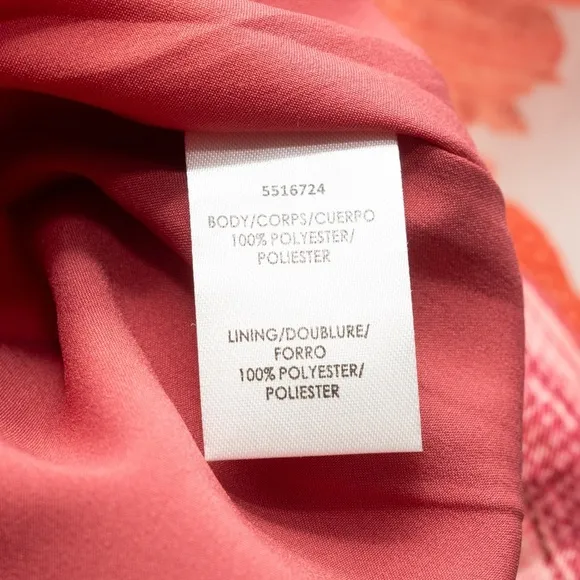 5516724
BODY/CORPS/CUERPO
100% POLYESTER/
POLIESTER
LINING/DOUBLURE/
FORRO
100% POLYESTER/
POLIESTER